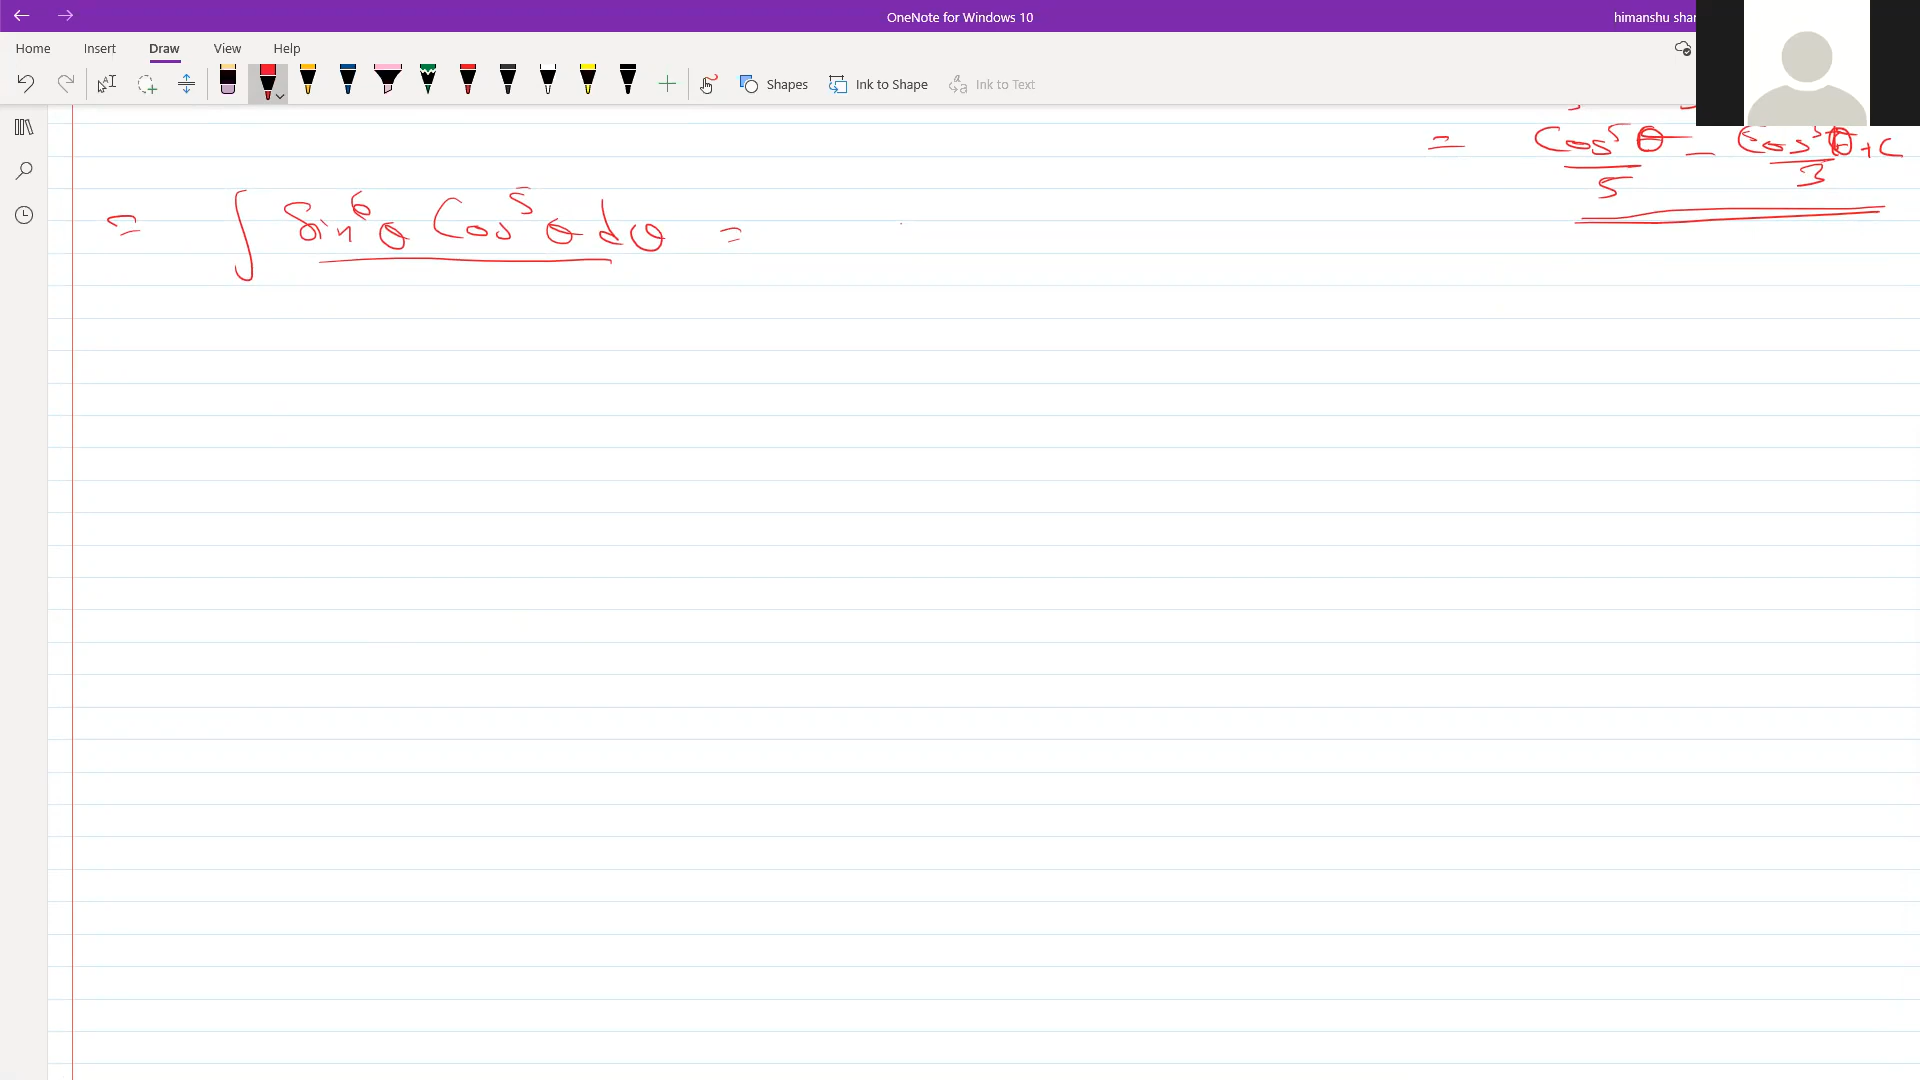 OneNote for Windows 10
himanshu shar
Home Insert Draw View Help
Shapes Ink to Shape Ink to Text
= Cos⁵θ/5 - Cos³θ/3 + C
= ∫ Sin⁶θ Cos⁵θ dθ =